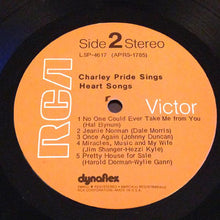 Side 2 Stereo
LSP-4617 (APRS-1785)
Charley Pride Sings
Heart Songs
RCA
Victor
1 No One Could Ever Take Me from You
(Hal Bynum)
2 Jeanie Norman (Dale Morris)
3 Once Again (Johnny Duncan)
4 Miracles, Music and My Wife
(Jim Shanger-Hezzi Kyle)
5 Pretty House for Sale
(Harold Dorman-Wylie Gann)
dynaflex